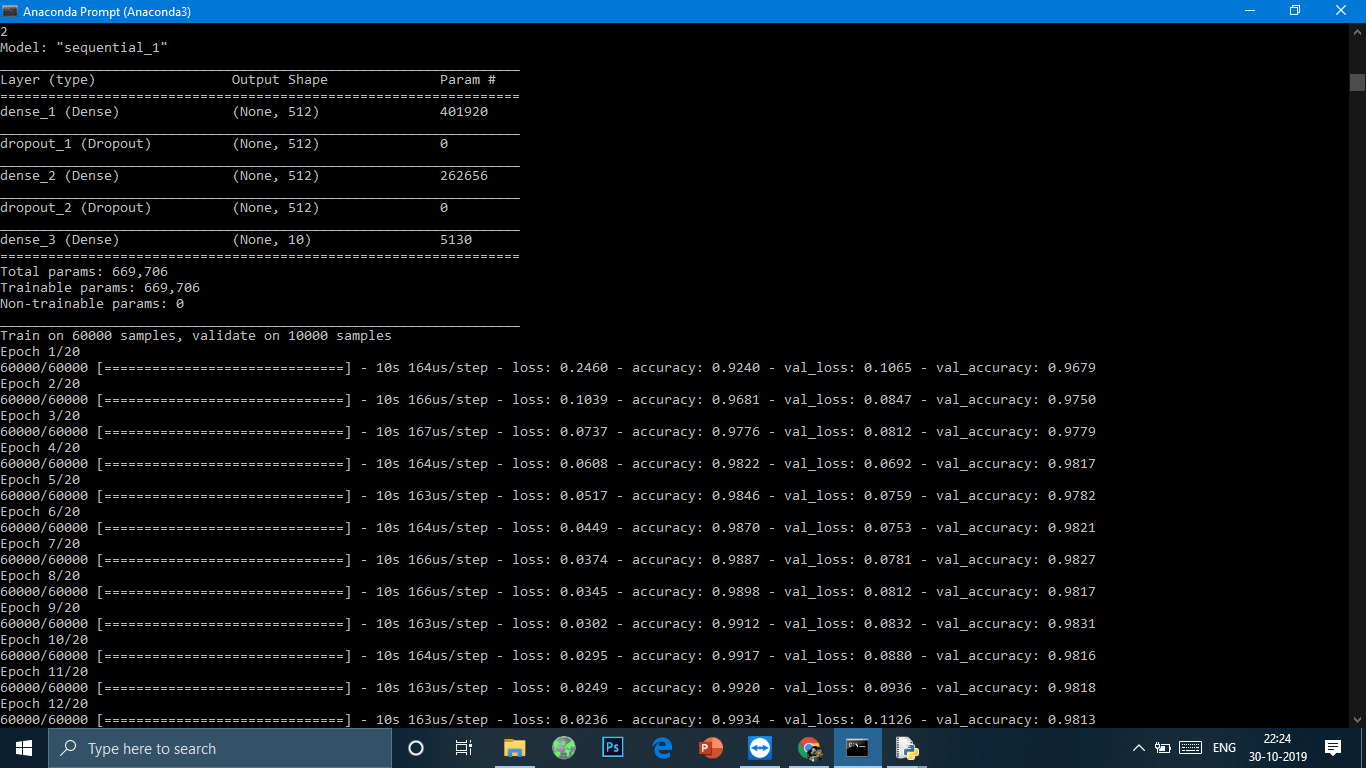 Anaconda Prompt (Anaconda3)
2
Model: "sequential_1"
_________________________________________________________________
Layer (type)                 Output Shape              Param #
=================================================================
dense_1 (Dense)              (None, 512)               401920
_________________________________________________________________
dropout_1 (Dropout)          (None, 512)               0
_________________________________________________________________
dense_2 (Dense)              (None, 512)               262656
_________________________________________________________________
dropout_2 (Dropout)          (None, 512)               0
_________________________________________________________________
dense_3 (Dense)              (None, 10)                5130
=================================================================
Total params: 669,706
Trainable params: 669,706
Non-trainable params: 0
_________________________________________________________________
Train on 60000 samples, validate on 10000 samples
Epoch 1/20
60000/60000 [==============================] - 10s 164us/step - loss: 0.2460 - accuracy: 0.9240 - val_loss: 0.1065 - val_accuracy: 0.9679
Epoch 2/20
60000/60000 [==============================] - 10s 166us/step - loss: 0.1039 - accuracy: 0.9681 - val_loss: 0.0847 - val_accuracy: 0.9750
Epoch 3/20
60000/60000 [==============================] - 10s 167us/step - loss: 0.0737 - accuracy: 0.9776 - val_loss: 0.0812 - val_accuracy: 0.9779
Epoch 4/20
60000/60000 [==============================] - 10s 164us/step - loss: 0.0608 - accuracy: 0.9822 - val_loss: 0.0692 - val_accuracy: 0.9817
Epoch 5/20
60000/60000 [==============================] - 10s 163us/step - loss: 0.0517 - accuracy: 0.9846 - val_loss: 0.0759 - val_accuracy: 0.9782
Epoch 6/20
60000/60000 [==============================] - 10s 164us/step - loss: 0.0449 - accuracy: 0.9870 - val_loss: 0.0753 - val_accuracy: 0.9821
Epoch 7/20
60000/60000 [==============================] - 10s 166us/step - loss: 0.0374 - accuracy: 0.9887 - val_loss: 0.0781 - val_accuracy: 0.9827
Epoch 8/20
60000/60000 [==============================] - 10s 166us/step - loss: 0.0345 - accuracy: 0.9898 - val_loss: 0.0812 - val_accuracy: 0.9817
Epoch 9/20
60000/60000 [==============================] - 10s 163us/step - loss: 0.0302 - accuracy: 0.9912 - val_loss: 0.0832 - val_accuracy: 0.9831
Epoch 10/20
60000/60000 [==============================] - 10s 164us/step - loss: 0.0295 - accuracy: 0.9917 - val_loss: 0.0880 - val_accuracy: 0.9816
Epoch 11/20
60000/60000 [==============================] - 10s 163us/step - loss: 0.0249 - accuracy: 0.9920 - val_loss: 0.0936 - val_accuracy: 0.9818
Epoch 12/20
60000/60000 [==============================] - 10s 163us/step - loss: 0.0236 - accuracy: 0.9934 - val_loss: 0.1126 - val_accuracy: 0.9813
Type here to search
Ps
ENG
22:24
30-10-2019